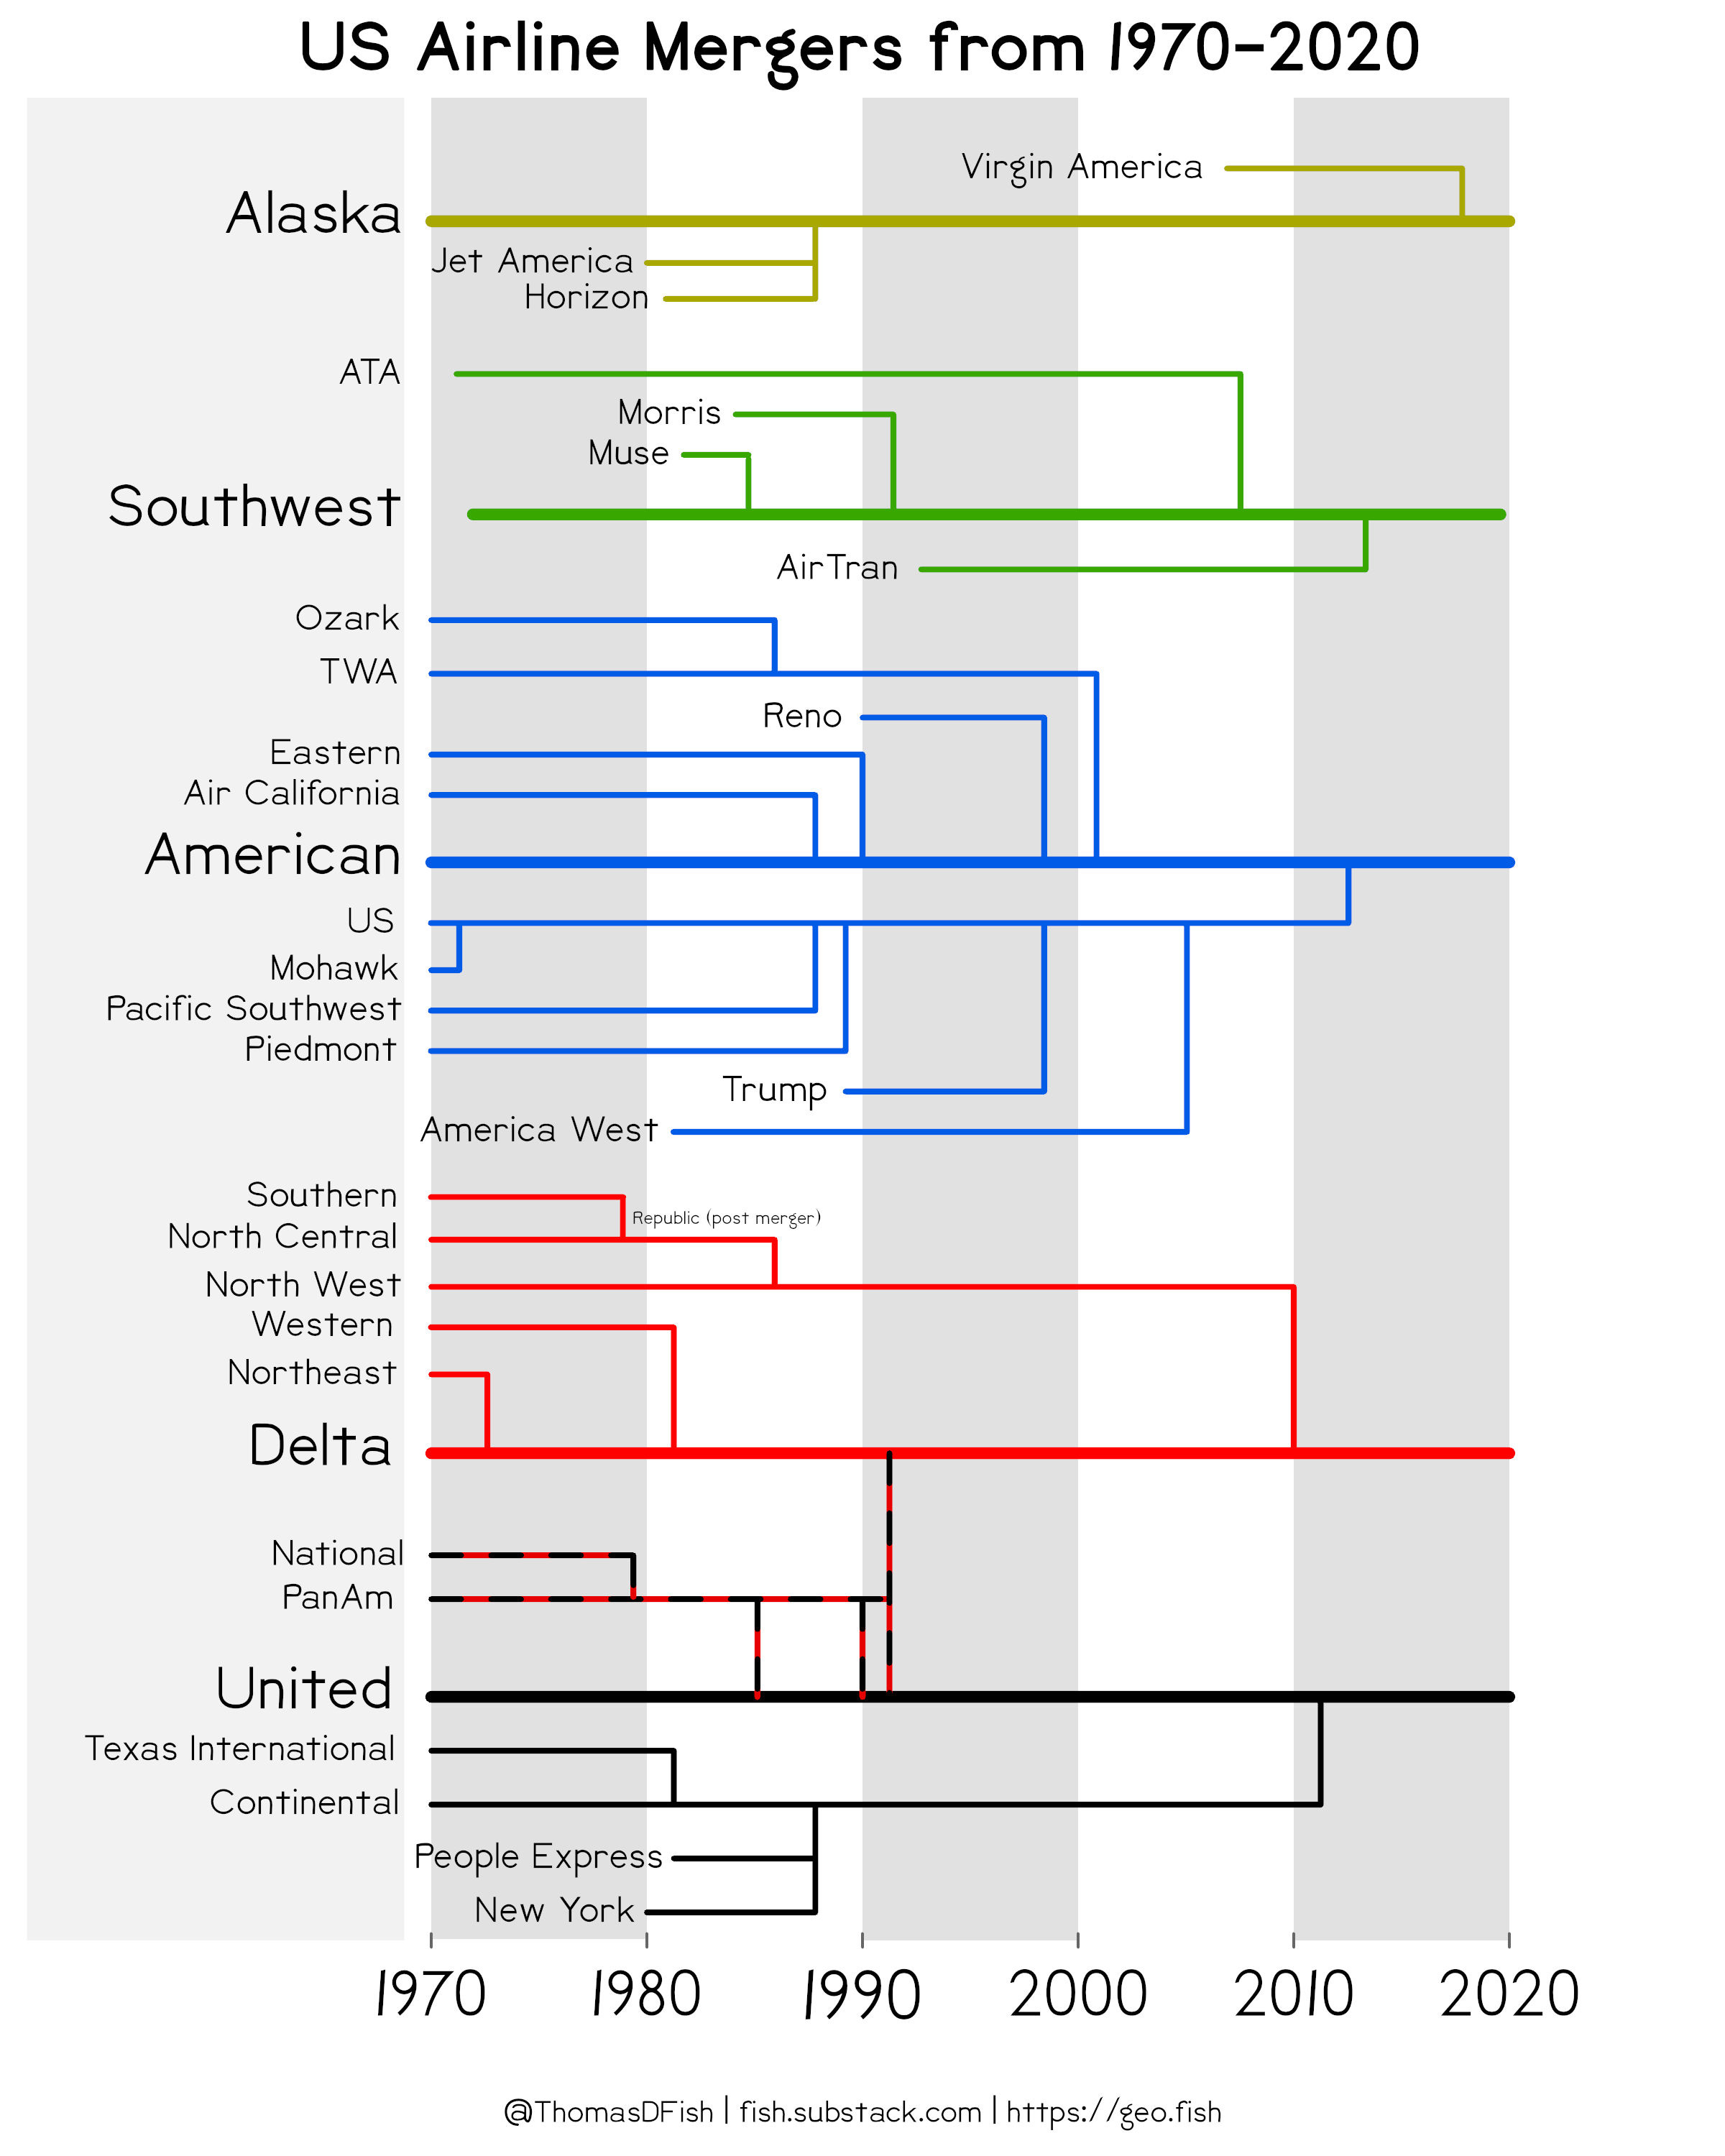 US Airline Mergers from 1970-2020
Virgin America
Alaska
Jet America
Horizon
ATA
Morris
Muse
Southwest
AirTran
Ozark
TWA
Reno
Eastern
Air California
American
US
Mohawk
Pacific Southwest
Piedmont
Trump
America West
Southern
Republic (post merger)
North Central
North West
Western
Northeast
Delta
National
PanAm
United
Texas International
Continental
People Express
New York
1970 1980 1990 2000 2010 2020
@ThomasDFish | fish.substack.com | https://geo.fish